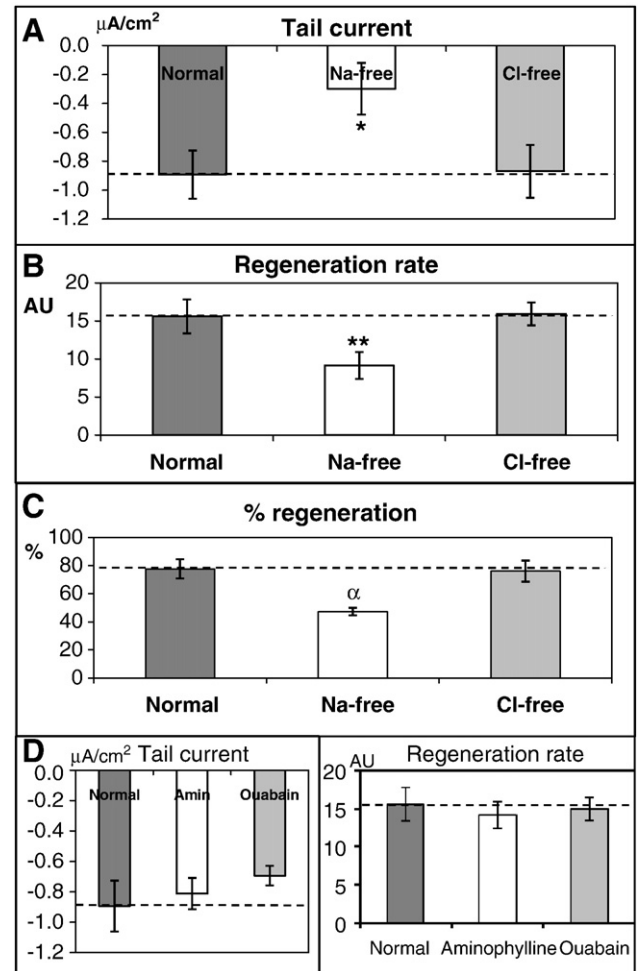 A
μA/cm²
Tail current
0.0
-0.2
-0.4
-0.6
-0.8
-1.0
-1.2
Normal
Na-free
Cl-free
*
B
Regeneration rate
AU
20
15
10
5
0
**
Normal
Na-free
Cl-free
C
% regeneration
%
100
80
60
40
20
0
α
Normal
Na-free
Cl-free
D
μA/cm² Tail current
0.0
-0.2
-0.4
-0.6
-0.8
-1.0
-1.2
Normal
Amin
Ouabain
AU
Regeneration rate
20
15
10
5
0
Normal
Aminophylline
Ouabain